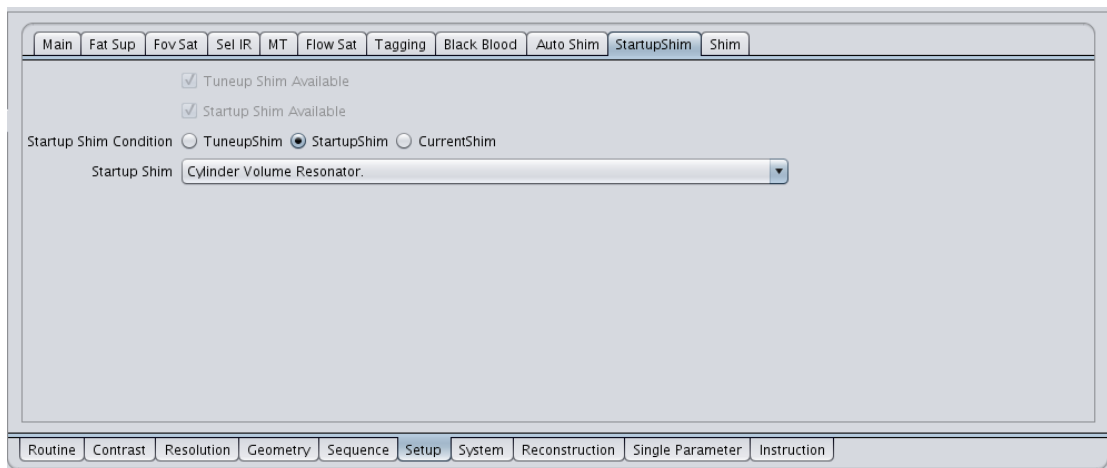 Main Fat Sup Fov Sat Sel IR MT Flow Sat Tagging Black Blood Auto Shim StartupShim Shim
Tuneup Shim Available
Startup Shim Available
Startup Shim Condition TuneupShim StartupShim CurrentShim
Startup Shim Cylinder Volume Resonator.
Routine Contrast Resolution Geometry Sequence Setup System Reconstruction Single Parameter Instruction